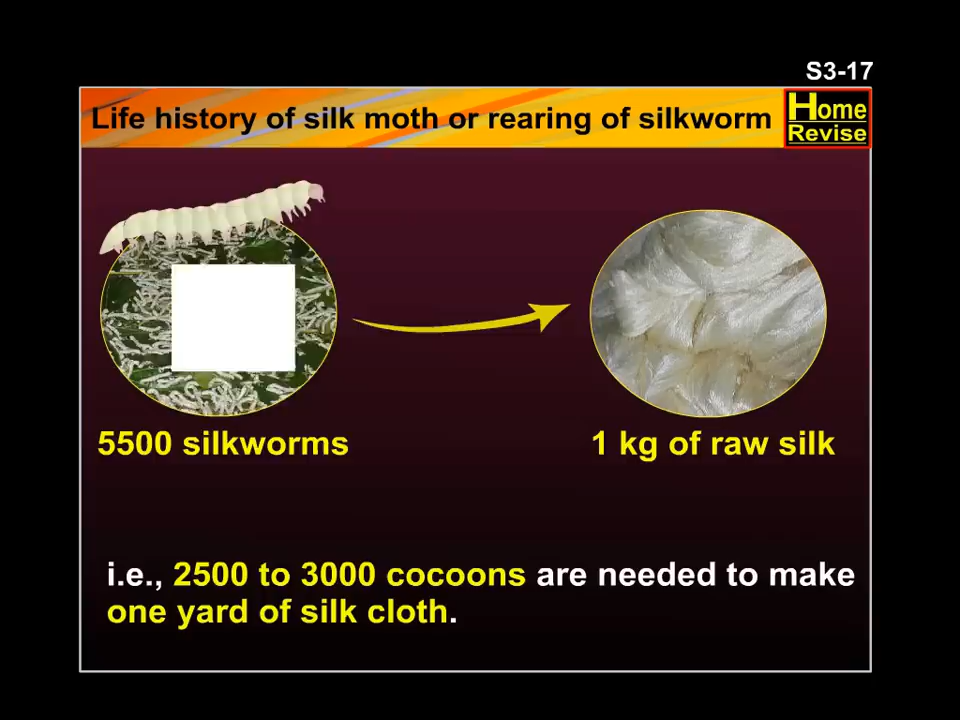 S3-17
Life history of silk moth or rearing of silkworm
Home
Revise
5500 silkworms
1 kg of raw silk
i.e., 2500 to 3000 cocoons are needed to make
one yard of silk cloth.